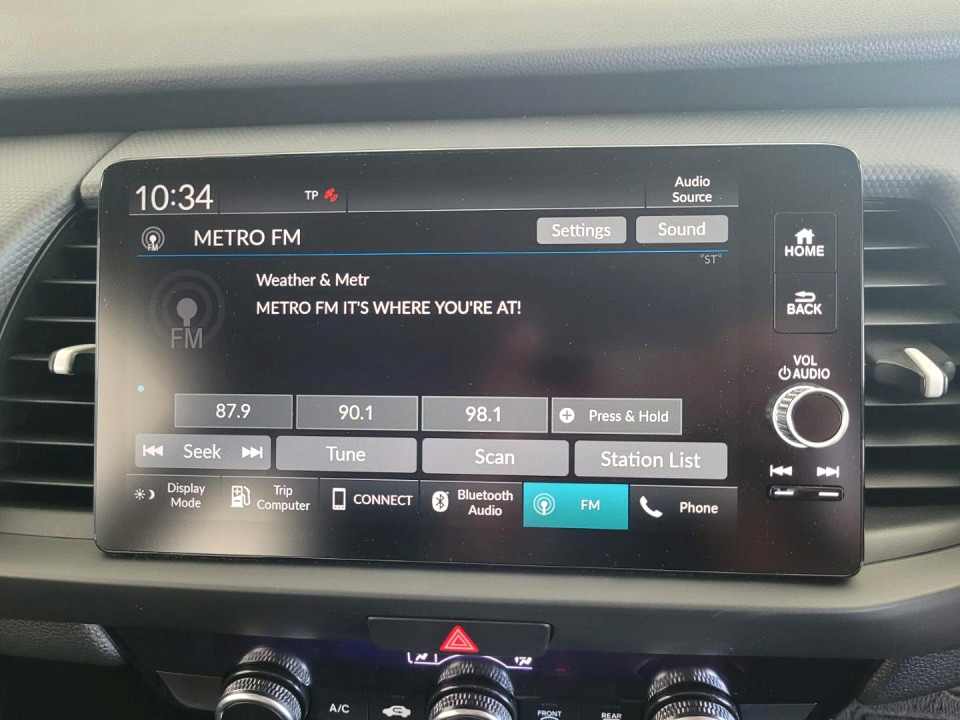 10:34
TP
Audio
Source
FM
METRO FM
Settings
Sound
"ST"
Weather & Metr
METRO FM IT'S WHERE YOU'RE AT!
FM
HOME
BACK
VOL
AUDIO
87.9
90.1
98.1
Press & Hold
Seek
Tune
Scan
Station List
Display
Mode
Trip
Computer
CONNECT
Bluetooth
Audio
FM
Phone
A/C
FRONT
REAR